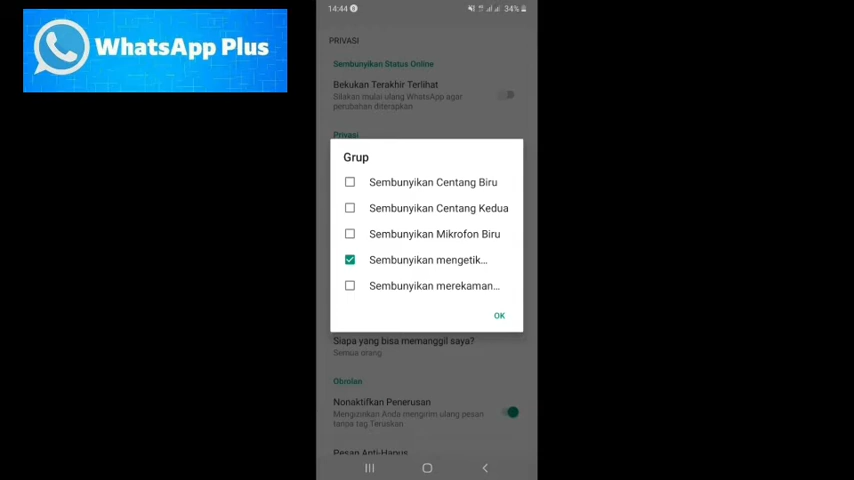 WhatsApp Plus
14:44
34%
PRIVASI
Sembunyikan Status Online
Bekukan Terakhir Terlihat
Silakan mulai ulang WhatsApp agar
perubahan diterapkan
Privasi
Grup
Sembunyikan Centang Biru
Sembunyikan Centang Kedua
Sembunyikan Mikrofon Biru
Sembunyikan mengetik...
Sembunyikan merekaman...
OK
Siapa yang bisa memanggil saya?
Semua orang
Obrolan
Nonaktifkan Penerusan
Mengizinkan Anda mengirim ulang pesan
tanpa tag Teruskan
Pesan Anti-Hapus